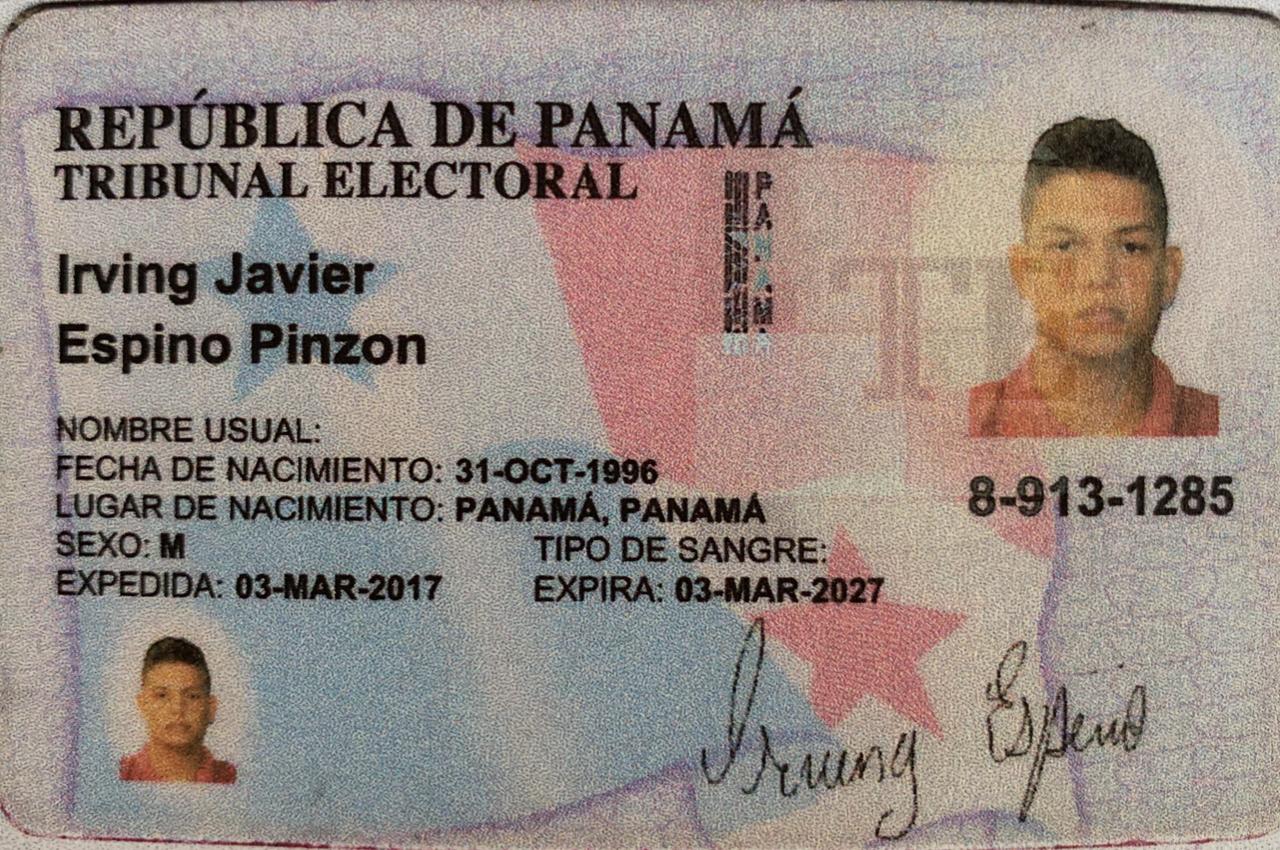 REPÚBLICA DE PANAMÁ
TRIBUNAL ELECTORAL
PANAMÁ
Irving Javier
Espino Pinzon
NOMBRE USUAL:
FECHA DE NACIMIENTO: 31-OCT-1996
LUGAR DE NACIMIENTO: PANAMÁ, PANAMÁ
SEXO: M
TIPO DE SANGRE:
EXPEDIDA: 03-MAR-2017
EXPIRA: 03-MAR-2027
8-913-1285
Irving Espino